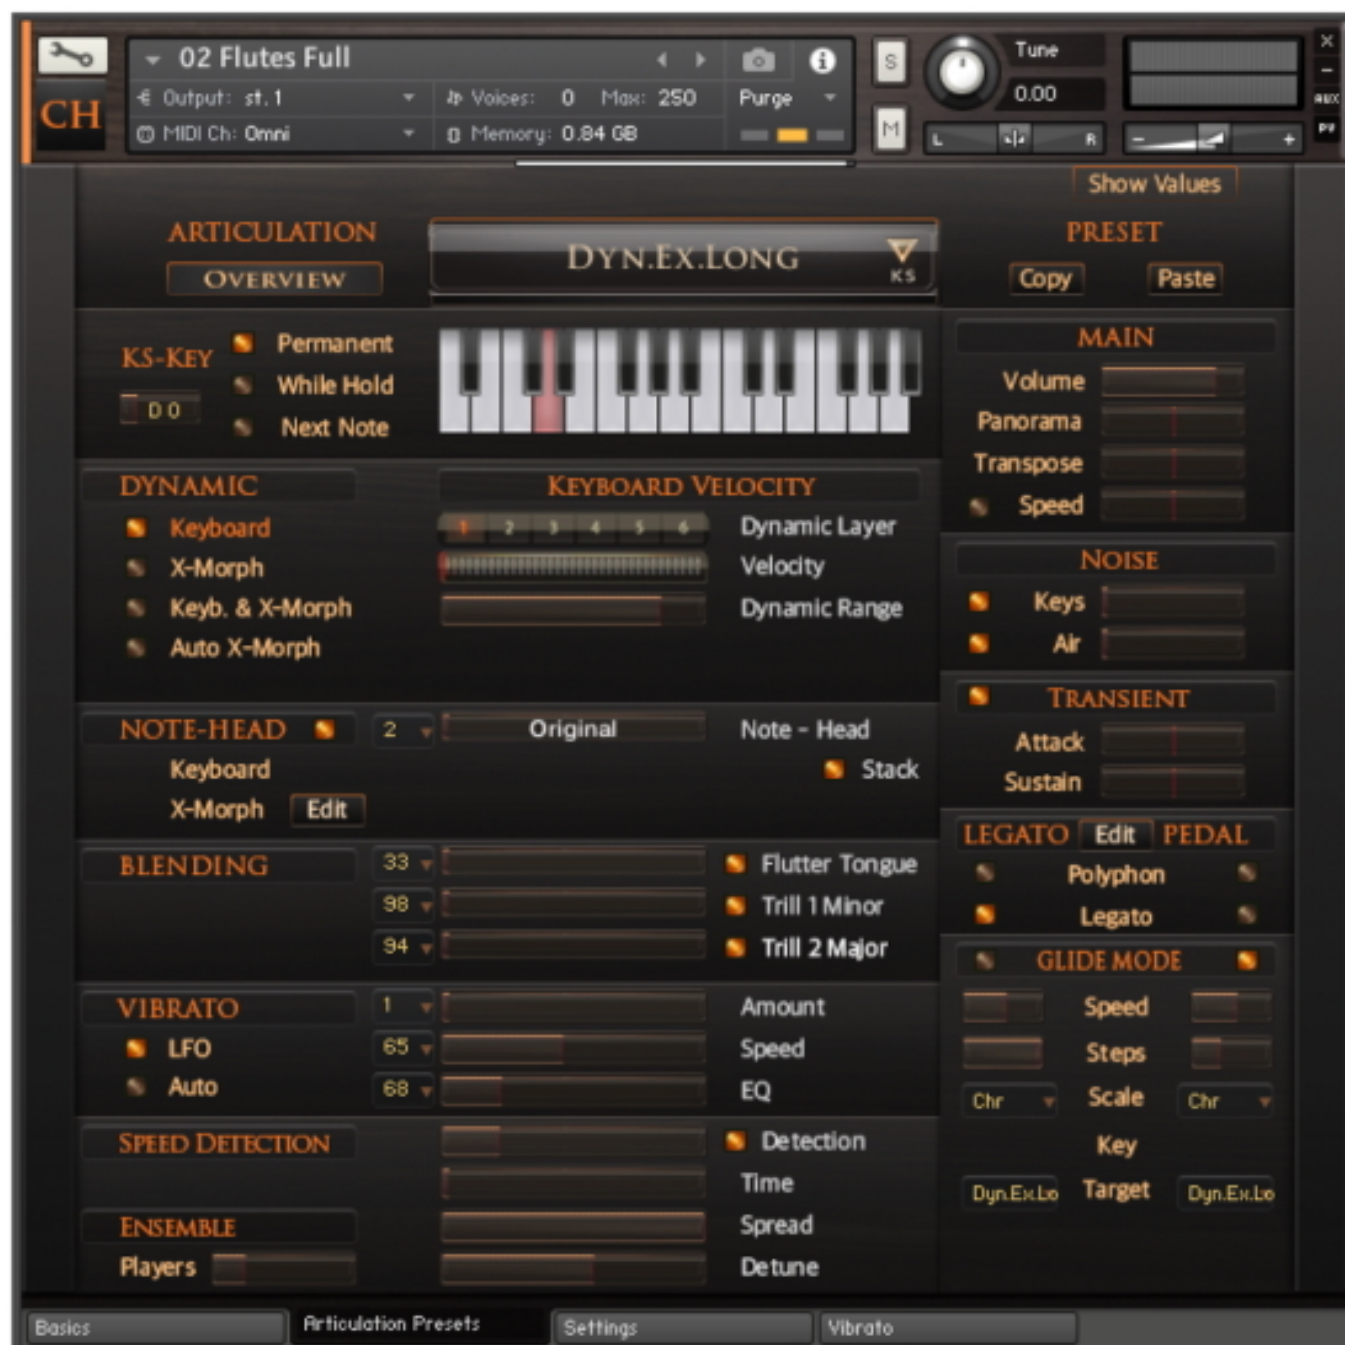 02 Flutes Full
CH
Output: st.1
Voices: 0 Max: 250
Purge
MIDI Ch: Omni
Memory: 0.84 GB
S
M
Tune
0.00
L R
- +
×
-
AUX
PV
Show Values
ARTICULATION
OVERVIEW
DYN.EX.LONG
KS
PRESET
Copy Paste
KS-KEY
D 0
Permanent
While Hold
Next Note
MAIN
Volume
Panorama
Transpose
Speed
DYNAMIC
Keyboard
X-Morph
Keyb. & X-Morph
Auto X-Morph
KEYBOARD VELOCITY
1 2 3 4 5 6 Dynamic Layer
Velocity
Dynamic Range
NOISE
Keys
Air
NOTE-HEAD 2 Original Note - Head
Keyboard Stack
X-Morph Edit
TRANSIENT
Attack
Sustain
BLENDING 33 Flutter Tongue
98 Trill 1 Minor
94 Trill 2 Major
LEGATO Edit PEDAL
Polyphon
Legato
VIBRATO 1 Amount
LFO 65 Speed
Auto 68 EQ
GLIDE MODE
Speed
Steps
Chr Scale Chr
Key
Dyn.Ex.Lo Target Dyn.Ex.Lo
SPEED DETECTION Detection
Time
ENSEMBLE Spread
Players Detune
Basics Articulation Presets Settings Vibrato